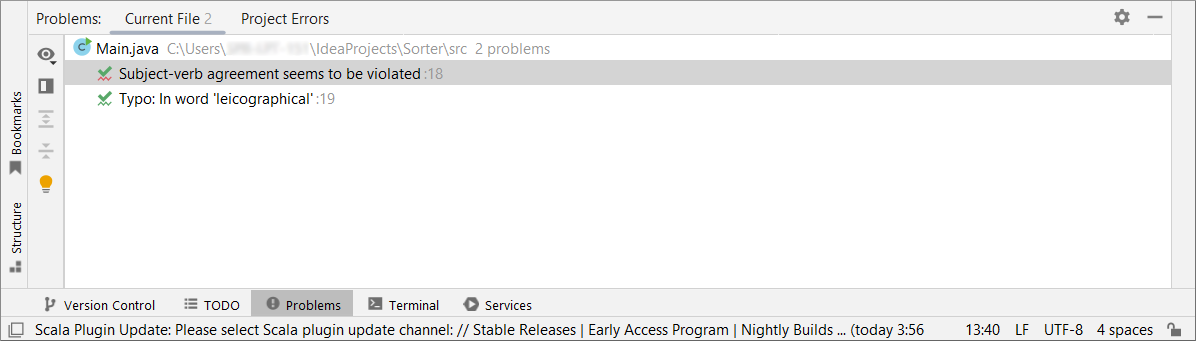 Problems: Current File 2 Project Errors
Main.java C:\Users\ \IdeaProjects\Sorter\src 2 problems
Subject-verb agreement seems to be violated :18
Typo: In word 'leicographical' :19
Bookmarks
Structure
Version Control TODO Problems Terminal Services
Scala Plugin Update: Please select Scala plugin update channel: // Stable Releases | Early Access Program | Nightly Builds ... (today 3:56 13:40 LF UTF-8 4 spaces